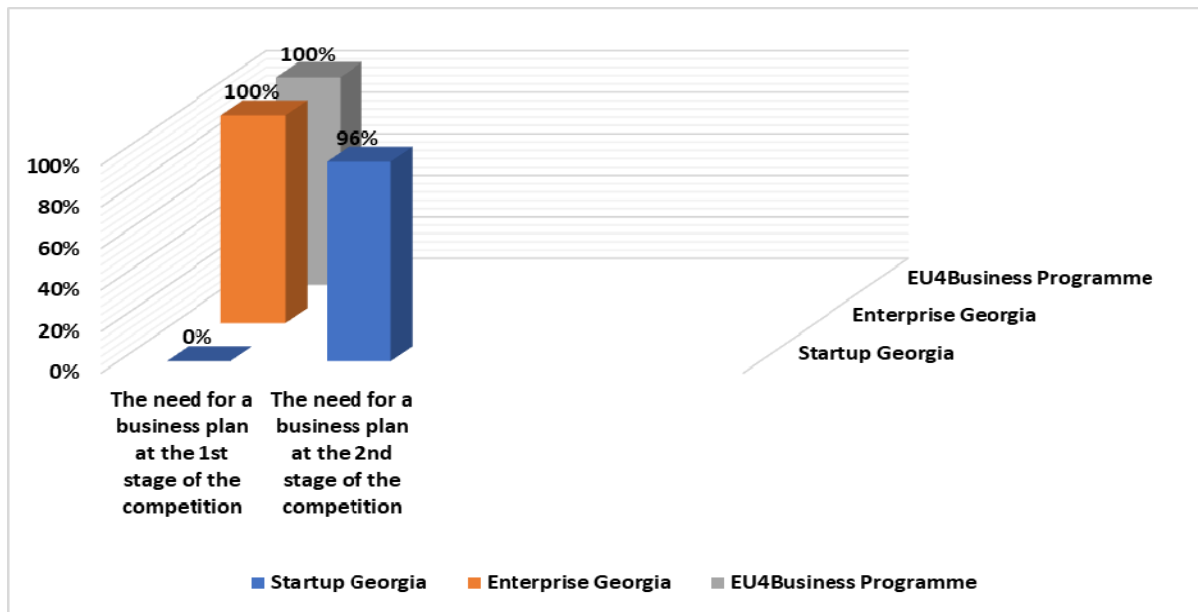 100%
100%
96%
100%
80%
60%
40%
20%
0%
0%
EU4Business Programme
Enterprise Georgia
Startup Georgia
The need for a
business plan
at the 1st
stage of the
competition
The need for a
business plan
at the 2nd
stage of the
competition
Startup Georgia
Enterprise Georgia
EU4Business Programme